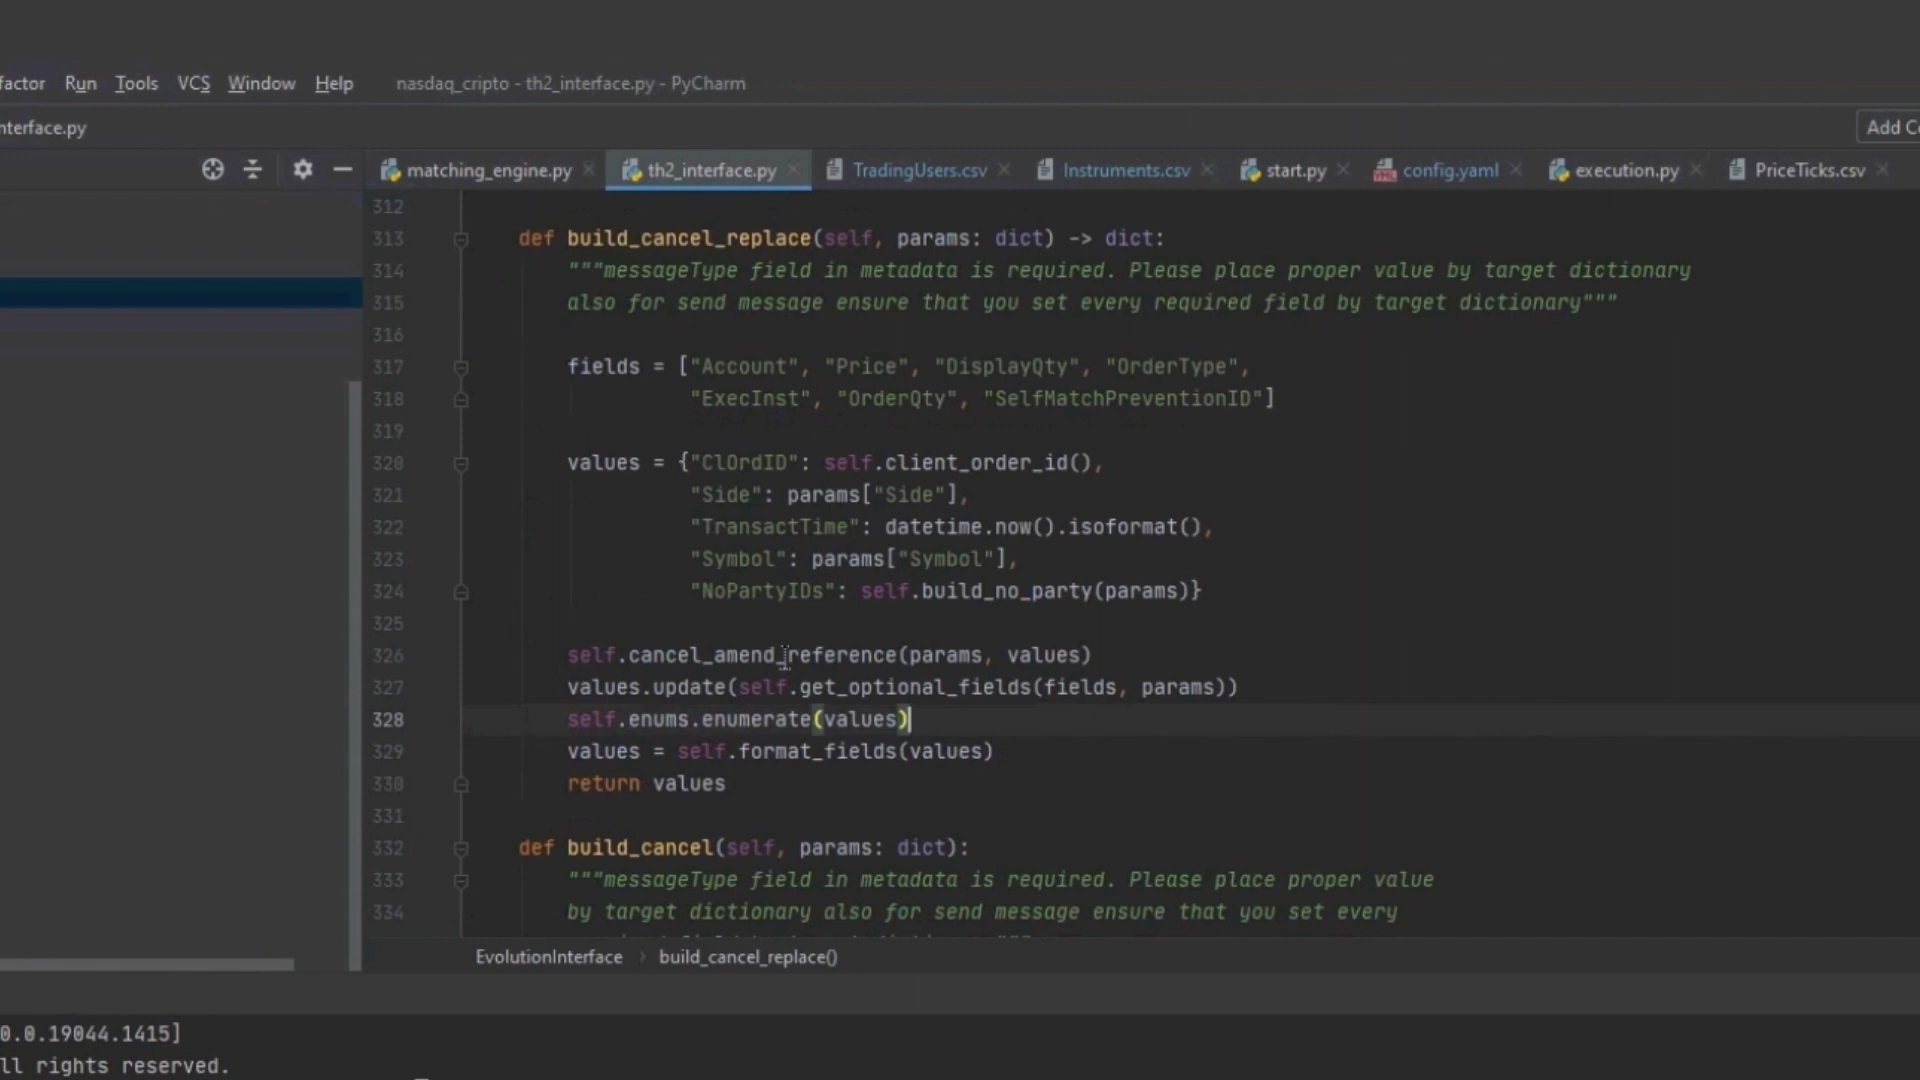 factor Run Tools VCS Window Help nasdaq_cripto - th2_interface.py - PyCharm
nterface.py Add Co
matching_engine.py th2_interface.py TradingUsers.csv Instruments.csv start.py config.yaml execution.py PriceTicks.csv
312
313 def build_cancel_replace(self, params: dict) -> dict:
314 """messageType field in metadata is required. Please place proper value by target dictionary
315 also for send message ensure that you set every required field by target dictionary"""
316
317 fields = ["Account", "Price", "DisplayQty", "OrderType",
318 "ExecInst", "OrderQty", "SelfMatchPreventionID"]
319
320 values = {"ClOrdID": self.client_order_id(),
321 "Side": params["Side"],
322 "TransactTime": datetime.now().isoformat(),
323 "Symbol": params["Symbol"],
324 "NoPartyIDs": self.build_no_party(params)}
325
326 self.cancel_amend_reference(params, values)
327 values.update(self.get_optional_fields(fields, params))
328 self.enums.enumerate(values)
329 values = self.format_fields(values)
330 return values
331
332 def build_cancel(self, params: dict):
333 """messageType field in metadata is required. Please place proper value
334 by target dictionary also for send message ensure that you set every
EvolutionInterface › build_cancel_replace()
0.0.19044.1415]
ll rights reserved.